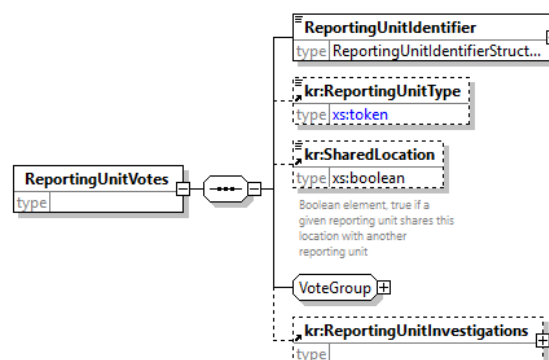 ReportingUnitIdentifier
type ReportingUnitIdentifierStruct...
kr:ReportingUnitType
type xs:token
kr:SharedLocation
type xs:boolean
Boolean element, true if a
given reporting unit shares this
location with another
reporting unit
ReportingUnitVotes
type
VoteGroup
kr:ReportingUnitInvestigations
type